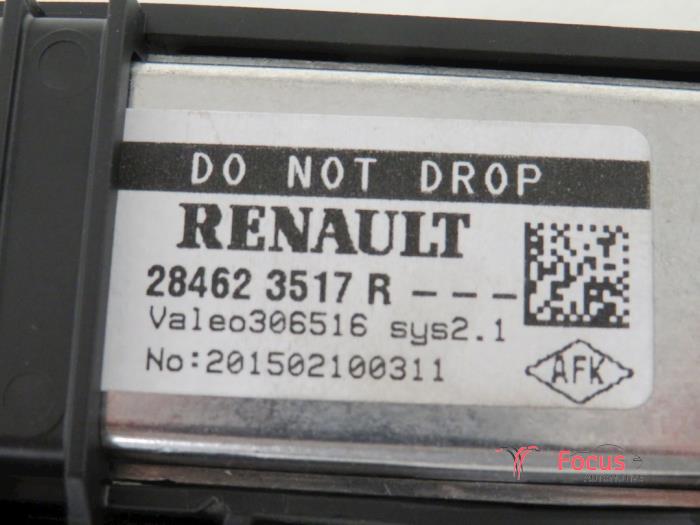 DO NOT DROP
RENAULT
28462 3517 R - - -
Valeo306516 sys2.1
No:201502100311
AFK
Focus